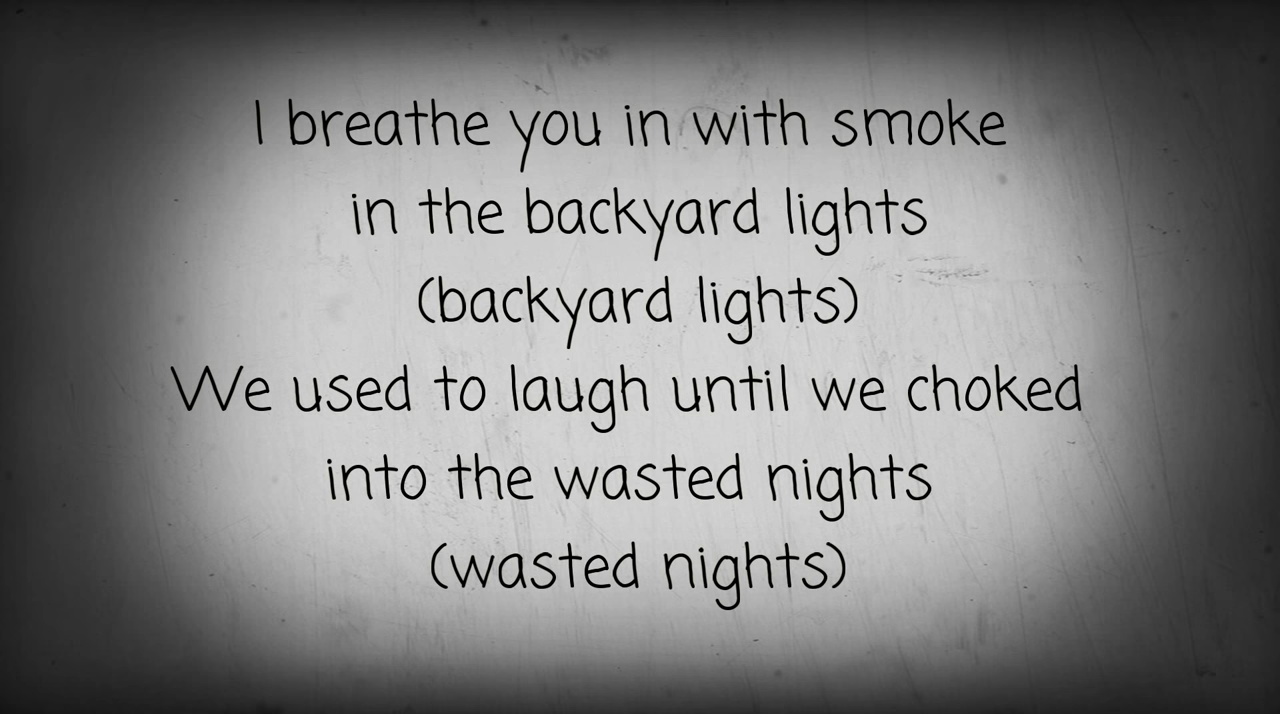 I breathe you in with smoke
in the backyard lights
(backyard lights)
We used to laugh until we choked
into the wasted nights
(wasted nights)